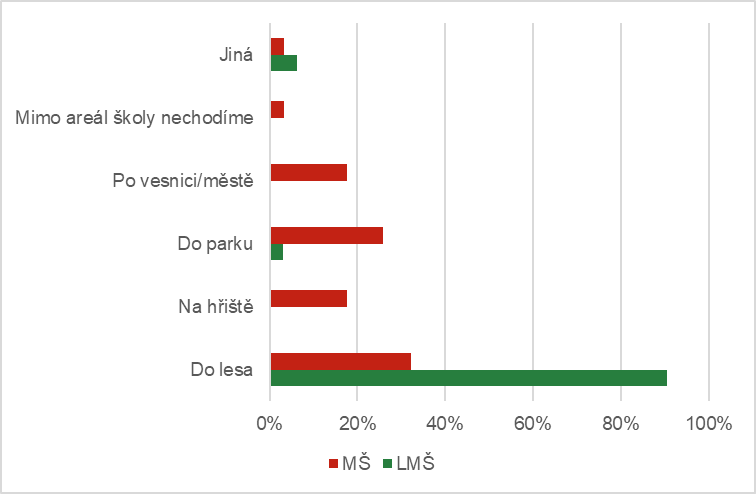 Jiná
Mimo areál školy nechodíme
Po vesnici/městě
Do parku
Na hřiště
Do lesa
0% 20% 40% 60% 80% 100%
MŠ LMŠ